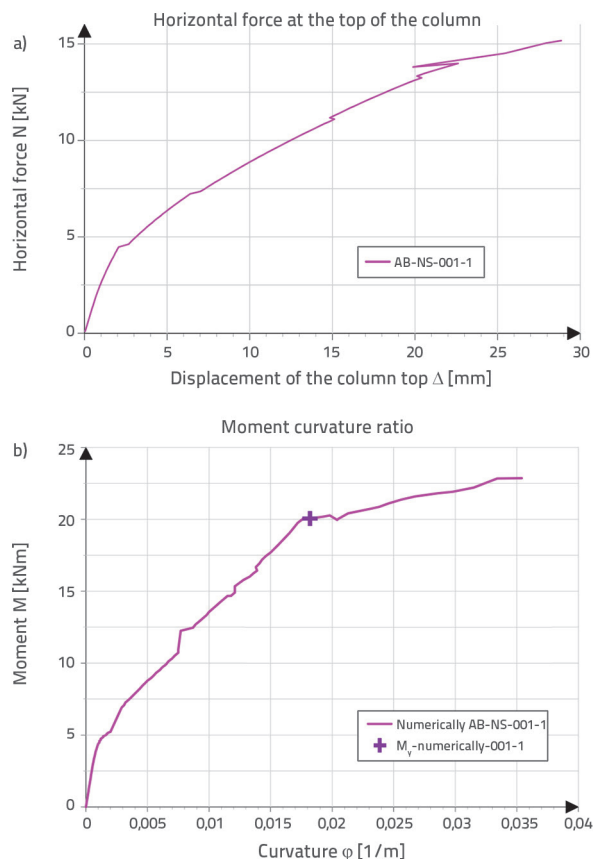 Horizontal force at the top of the column
a)
Horizontal force N [kN]
15
10
5
0
0 5 10 15 20 25 30
AB-NS-001-1
Displacement of the column top Δ [mm]
Moment curvature ratio
b)
Moment M [kNm]
25
20
15
10
5
0
0 0,005 0,01 0,015 0,02 0,025 0,03 0,035 0,04
Numerically AB-NS-001-1
My-numerically-001-1
Curvature φ [1/m]